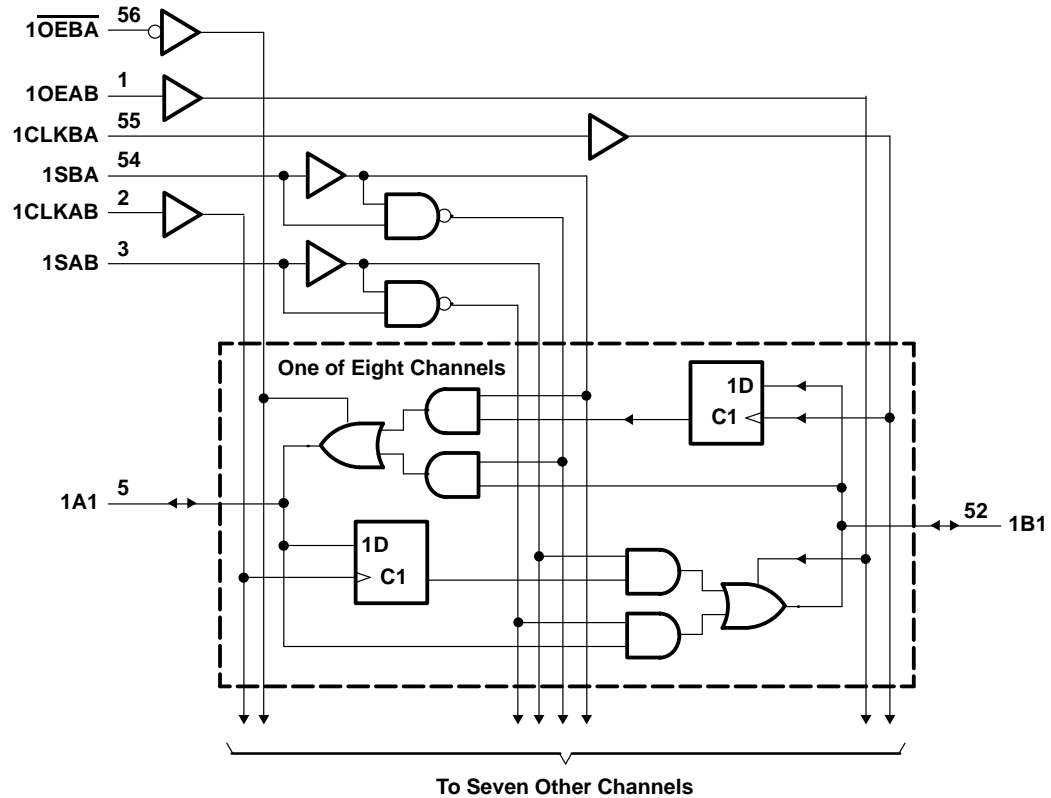 56
1O̅E̅B̅A̅
1
1OEAB
55
1CLKBA
54
1SBA
2
1CLKAB
3
1SAB
One of Eight Channels
1D
C1
5
1A1
52
1B1
1D
C1
To Seven Other Channels